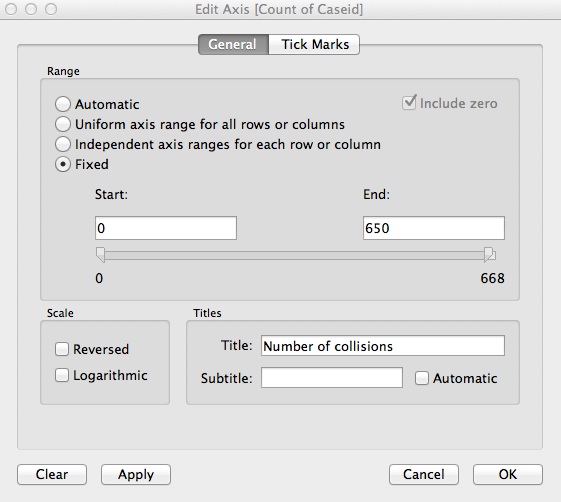 Edit Axis [Count of Caseid]
General Tick Marks
Range
Automatic Include zero
Uniform axis range for all rows or columns
Independent axis ranges for each row or column
Fixed
Start: End:
0 650
0 668
Scale Titles
Reversed Title: Number of collisions
Logarithmic Subtitle: Automatic
Clear Apply Cancel OK